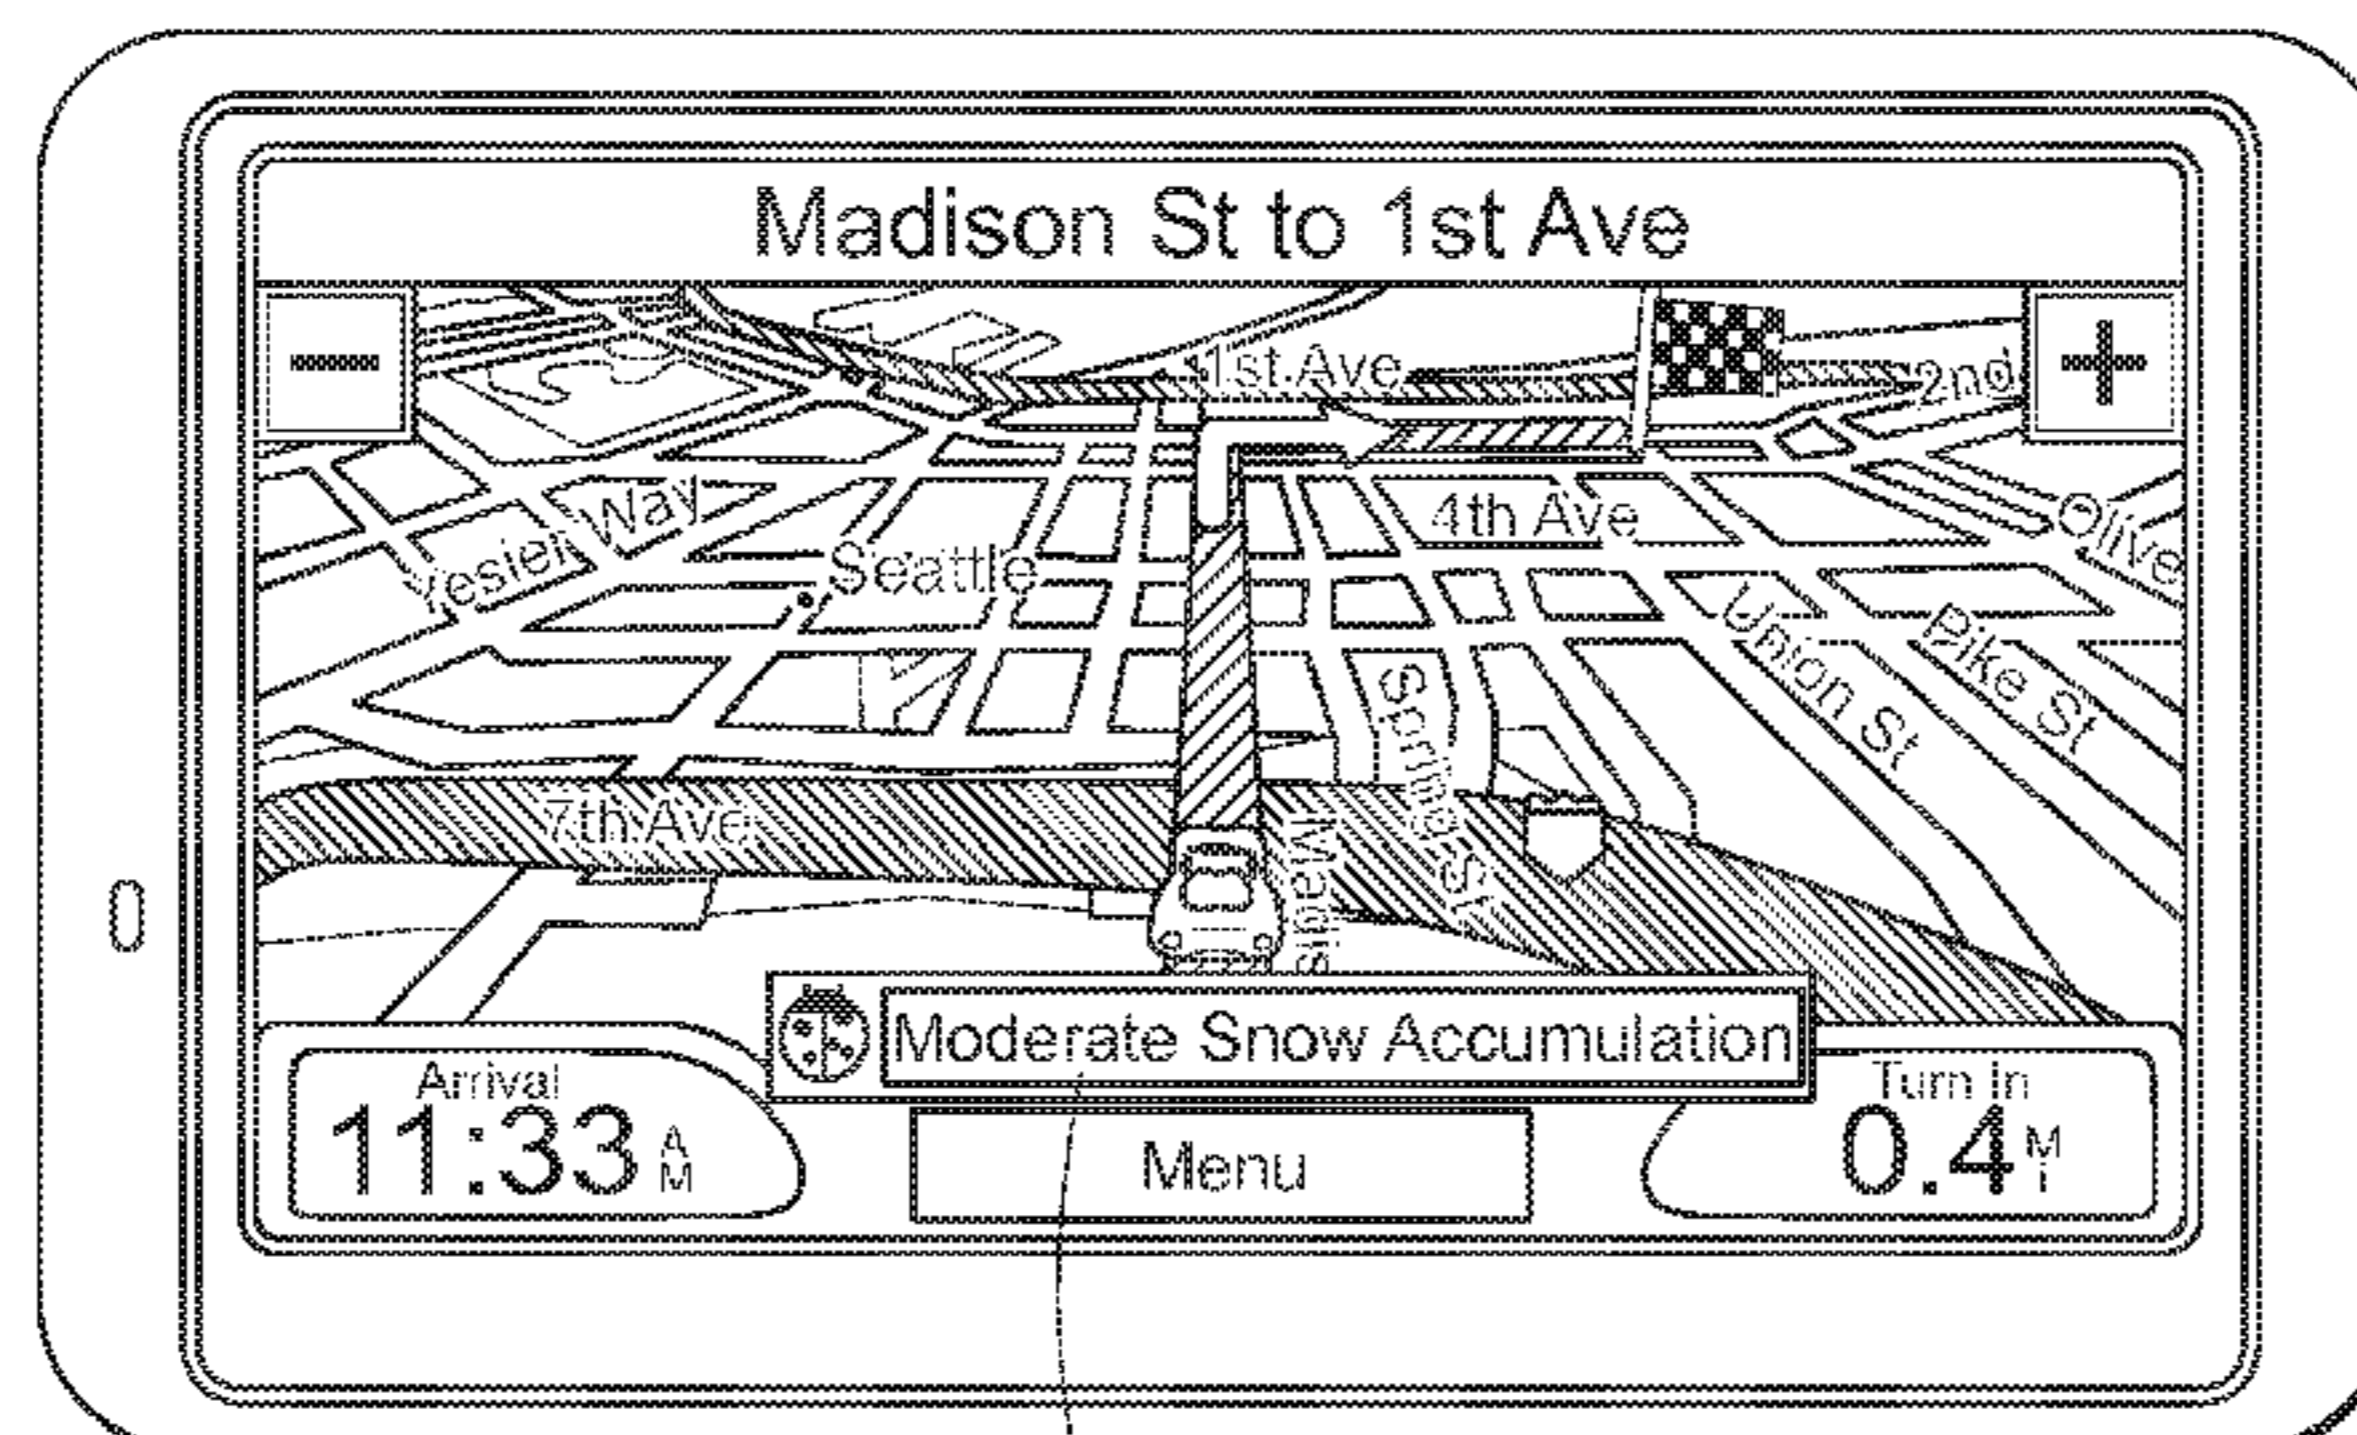 Madison St to 1st Ave
−
+
1st Ave
2nd
Yesler Way
4th Ave
Olive
Seattle
Union St
Pike St
Spring St
7th Ave
Moderate Snow Accumulation
Arrival
11:33 AM
Turn In
0.4 MI
Menu